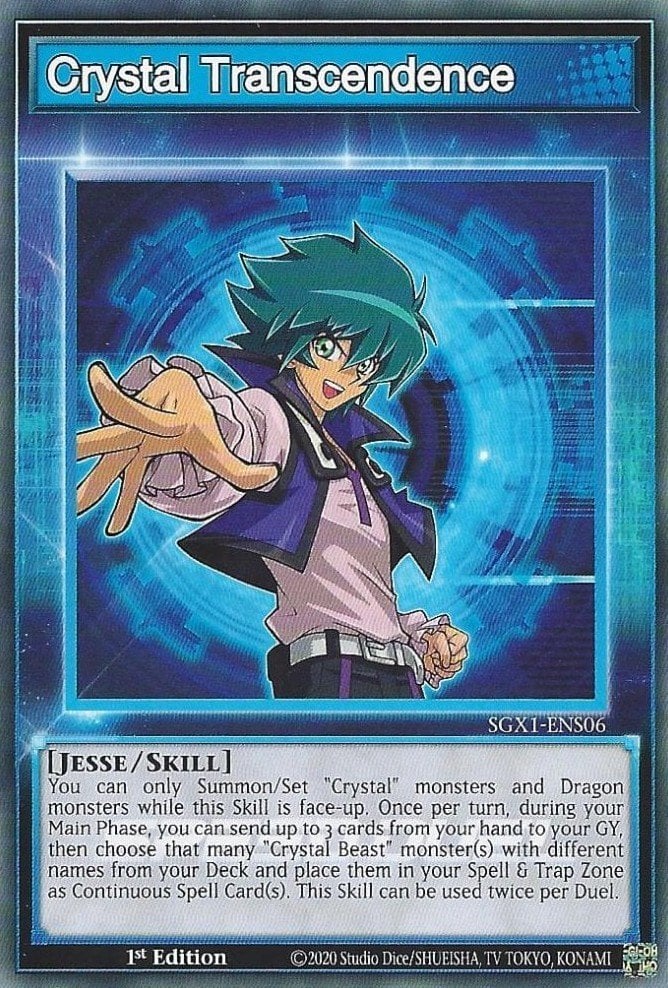 Crystal Transcendence
SGX1-ENS06
[JESSE/SKILL]
You can only Summon/Set "Crystal" monsters and Dragon
monsters while this Skill is face-up. Once per turn, during your
Main Phase, you can send up to 3 cards from your hand to your GY,
then choose that many "Crystal Beast" monster(s) with different
names from your Deck and place them in your Spell & Trap Zone
as Continuous Spell Card(s). This Skill can be used twice per Duel.
1st Edition
©2020 Studio Dice/SHUEISHA, TV TOKYO, KONAMI